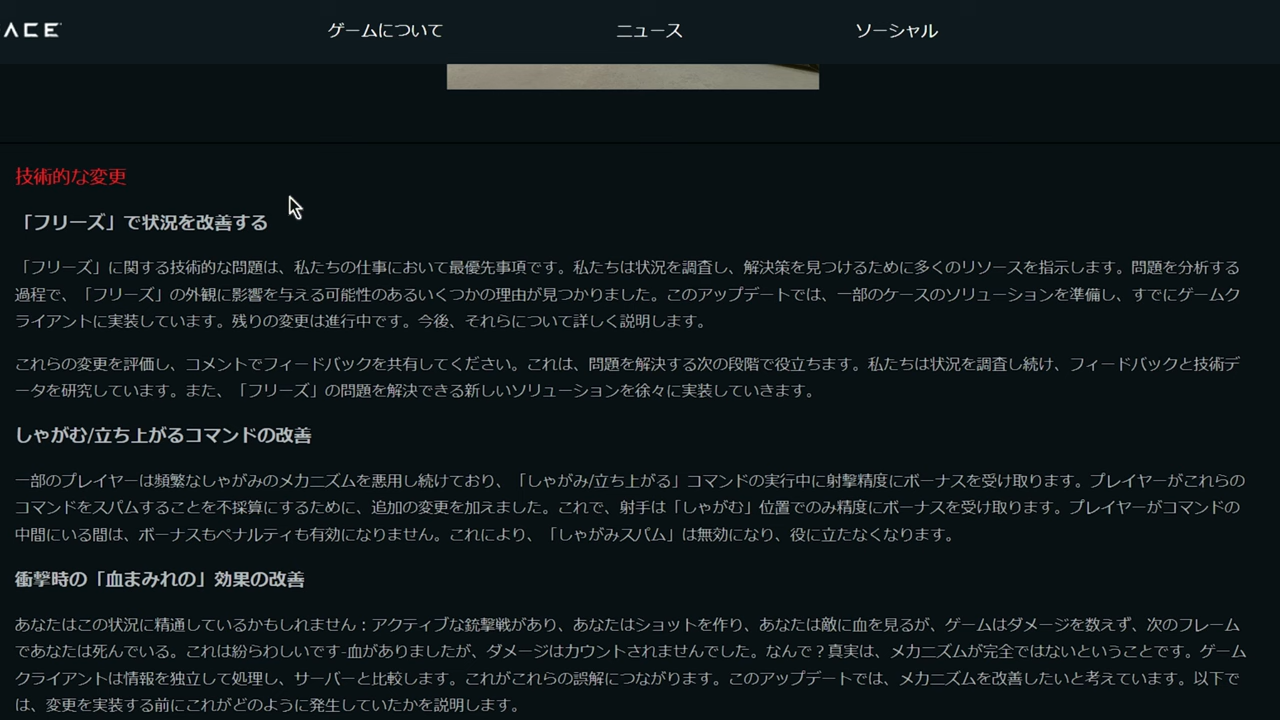 ACE
ゲームについて
ニュース
ソーシャル
技術的な変更
「フリーズ」で状況を改善する
「フリーズ」に関する技術的な問題は、私たちの仕事において最優先事項です。私たちは状況を調査し、解決策を見つけるために多くのリソースを指示します。問題を分析する
過程で、「フリーズ」の外観に影響を与える可能性のあるいくつかの理由が見つかりました。このアップデートでは、一部のケースのソリューションを準備し、すでにゲームク
ライアントに実装しています。残りの変更は進行中です。今後、それらについて詳しく説明します。
これらの変更を評価し、コメントでフィードバックを共有してください。これは、問題を解決する次の段階で役立ちます。私たちは状況を調査し続け、フィードバックと技術デ
ータを研究しています。また、「フリーズ」の問題を解決できる新しいソリューションを徐々に実装していきます。
しゃがむ/立ち上がるコマンドの改善
一部のプレイヤーは頻繁なしゃがみのメカニズムを悪用し続けており、「しゃがみ/立ち上がる」コマンドの実行中に射撃精度にボーナスを受け取ります。プレイヤーがこれらの
コマンドをスパムすることを不採算にするために、追加の変更を加えました。これで、射手は「しゃがむ」位置でのみ精度にボーナスを受け取ります。プレイヤーがコマンドの
中間にいる間は、ボーナスもペナルティも有効になりません。これにより、「しゃがみスパム」は無効になり、役に立たなくなります。
衝撃時の「血まみれの」効果の改善
あなたはこの状況に精通しているかもしれません：アクティブな銃撃戦があり、あなたはショットを作り、あなたは敵に血を見るが、ゲームはダメージを数えず、次のフレーム
であなたは死んでいる。これは紛らわしいです-血がありましたが、ダメージはカウントされませんでした。なんで？真実は、メカニズムが完全ではないということです。ゲーム
クライアントは情報を独立して処理し、サーバーと比較します。これがこれらの誤解につながります。このアップデートでは、メカニズムを改善したいと考えています。以下で
は、変更を実装する前にこれがどのように発生していたかを説明します。